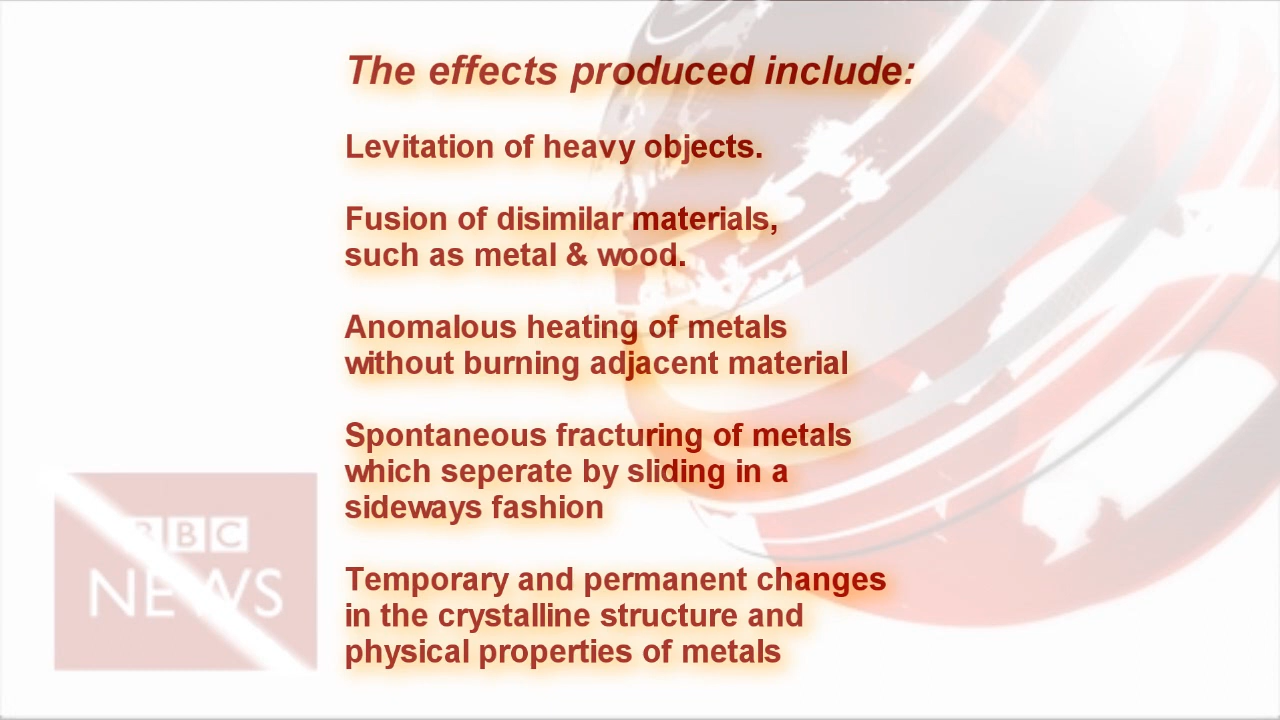 The effects produced include:
Levitation of heavy objects.
Fusion of disimilar materials,
such as metal & wood.
Anomalous heating of metals
without burning adjacent material
Spontaneous fracturing of metals
which seperate by sliding in a
sideways fashion
BBC
NEWS
Temporary and permanent changes
in the crystalline structure and
physical properties of metals